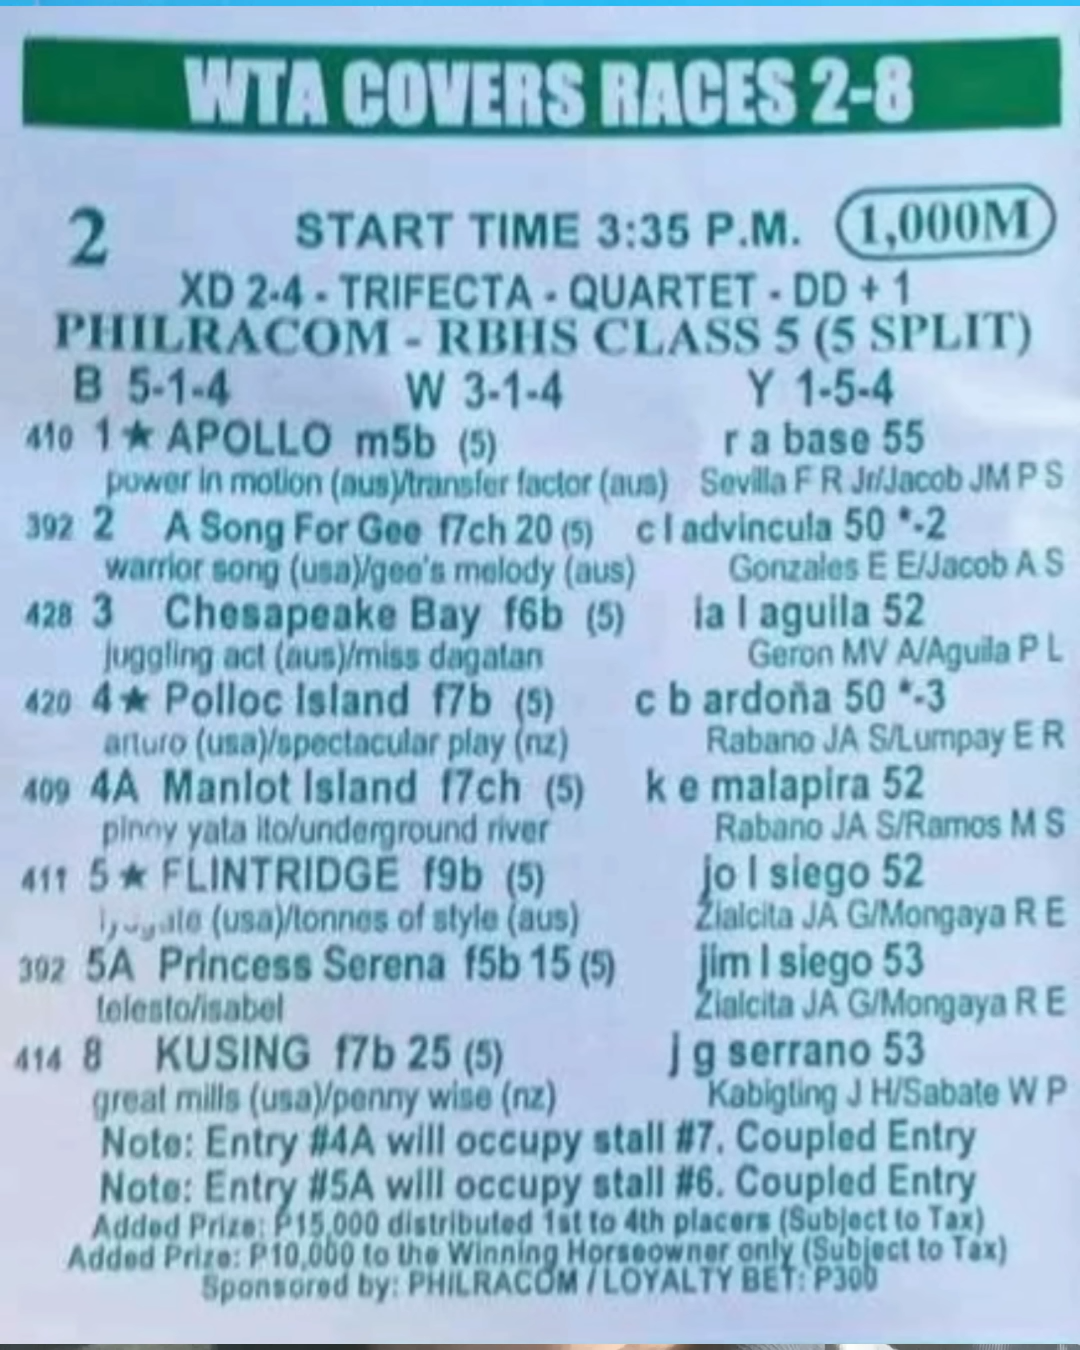 WTA COVERS RACES 2-8
2 START TIME 3:35 P.M. 1,000M
XD 2-4 - TRIFECTA - QUARTET - DD + 1
PHILRACOM - RBHS CLASS 5 (5 SPLIT)
B 5-1-4 W 3-1-4 Y 1-5-4
410 1★ APOLLO m5b (5) r a base 55
power in motion (aus)/transfer factor (aus) Sevilla F R Jr/Jacob JM P S
392 2 A Song For Gee f7ch 20 (5) c l advincula 50 *-2
warrior song (usa)/gee's melody (aus) Gonzales E E/Jacob A S
428 3 Chesapeake Bay f6b (5) ia l aguila 52
juggling act (aus)/miss dagatan Geron MV A/Aguila P L
420 4★ Polloc Island f7b (5) c b ardoña 50 *-3
arturo (usa)/spectacular play (nz) Rabano JA S/Lumpay E R
409 4A Manlot Island f7ch (5) k e malapira 52
pinoy yata ito/underground river Rabano JA S/Ramos M S
411 5★ FLINTRIDGE f9b (5) jo l siego 52
(usa)/tonnes of style (aus) Zialcita JA G/Mongaya R E
392 5A Princess Serena f5b 15 (5) jim l siego 53
telesto/isabel Zialcita JA G/Mongaya R E
414 8 KUSING f7b 25 (5) j g serrano 53
great mills (usa)/penny wise (nz) Kabigting J H/Sabate W P
Note: Entry #4A will occupy stall #7. Coupled Entry
Note: Entry #5A will occupy stall #6. Coupled Entry
Added Prize: P15,000 distributed 1st to 4th placers (Subject to Tax)
Added Prize: P10,000 to the Winning Horseowner only (Subject to Tax)
Sponsored by: PHILRACOM / LOYALTY BET: P300